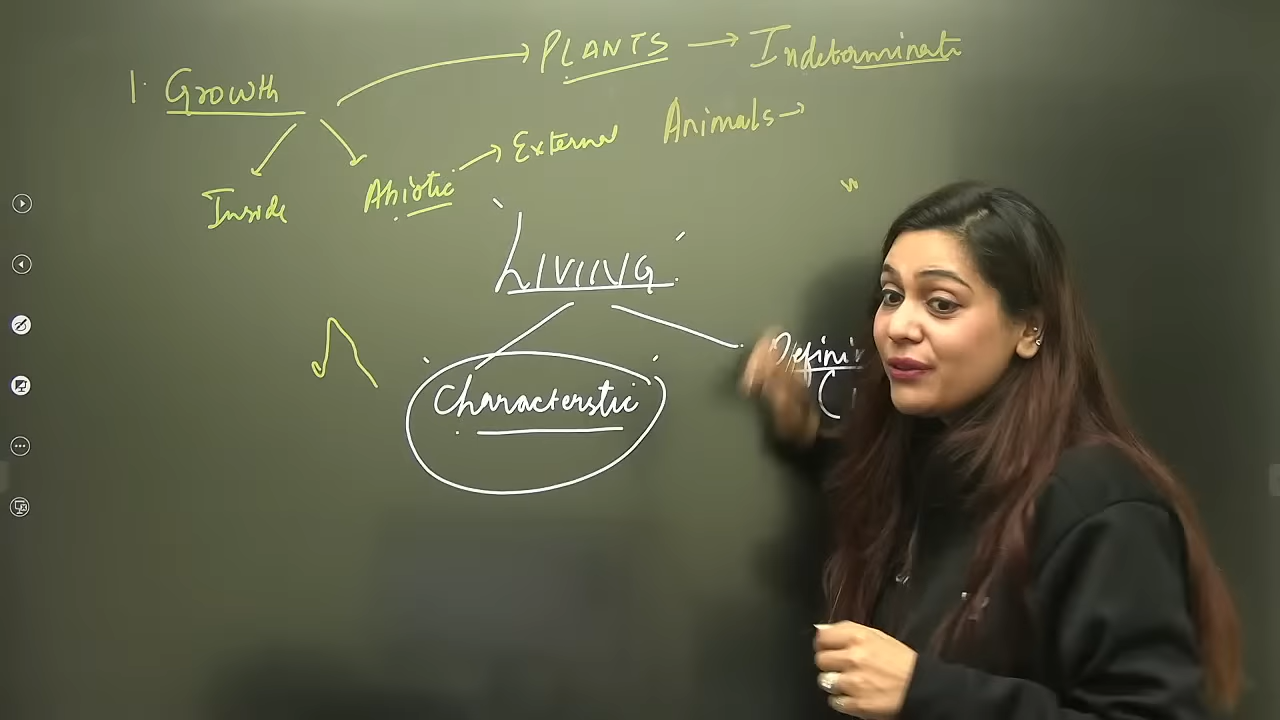 1. Growth → PLANTS → Indeterminate
Animals →
Inside Abiotic → External
LIVING
Characterstic